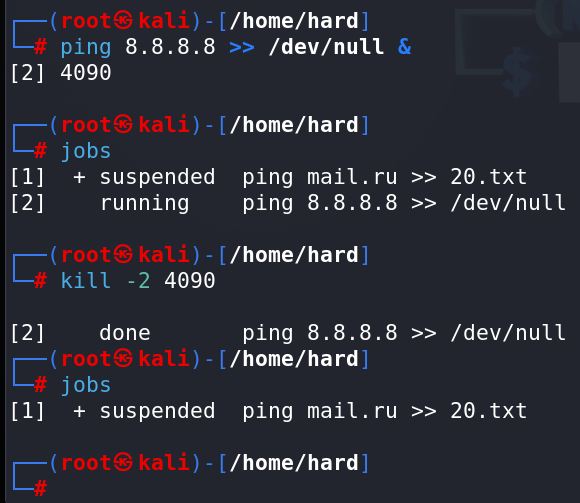 ┌──(root㉿kali)-[/home/hard]
└─# ping 8.8.8.8 >> /dev/null &
[2] 4090

┌──(root㉿kali)-[/home/hard]
└─# jobs
[1]  + suspended  ping mail.ru >> 20.txt
[2]    running    ping 8.8.8.8 >> /dev/null

┌──(root㉿kali)-[/home/hard]
└─# kill -2 4090

[2]    done       ping 8.8.8.8 >> /dev/null
┌──(root㉿kali)-[/home/hard]
└─# jobs
[1]  + suspended  ping mail.ru >> 20.txt

┌──(root㉿kali)-[/home/hard]
└─#